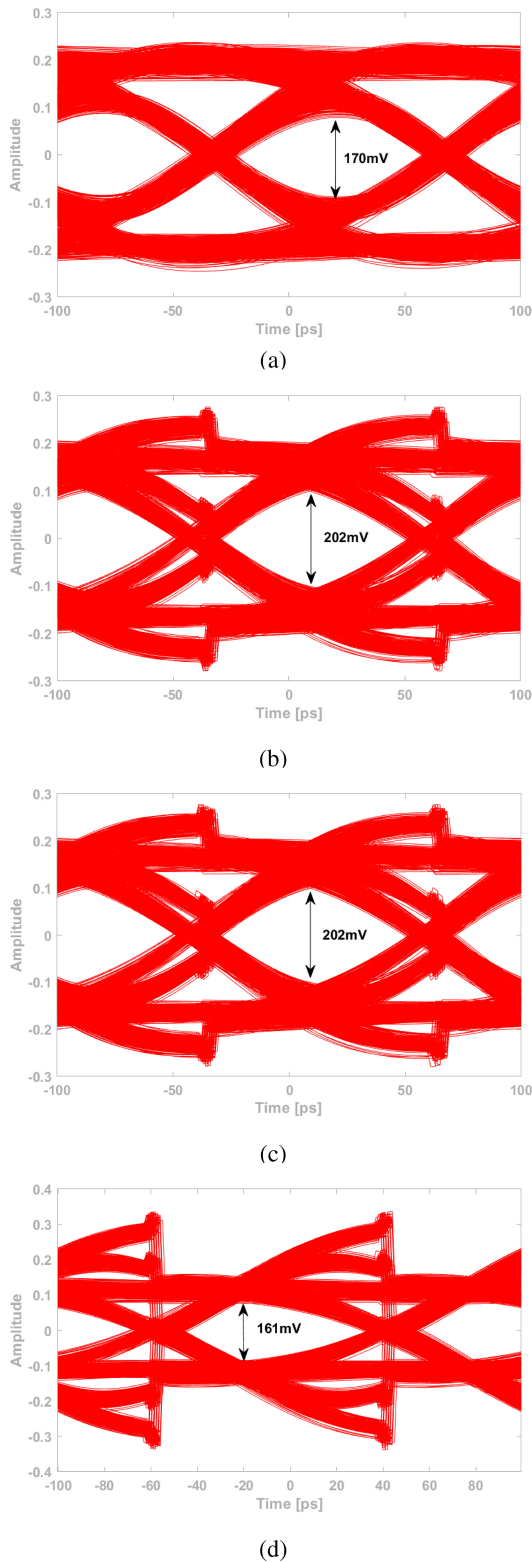 0.3
0.2
0.1
0
-0.1
-0.2
-0.3
Amplitude
170mV
-100 -50 0 50 100
Time [ps]
(a)
0.3
0.2
0.1
0
-0.1
-0.2
-0.3
Amplitude
202mV
-100 -50 0 50 100
Time [ps]
(b)
0.3
0.2
0.1
0
-0.1
-0.2
-0.3
Amplitude
202mV
-100 -50 0 50 100
Time [ps]
(c)
0.4
0.3
0.2
0.1
0
-0.1
-0.2
-0.3
-0.4
Amplitude
161mV
-100 -80 -60 -40 -20 0 20 40 60 80
Time [ps]
(d)